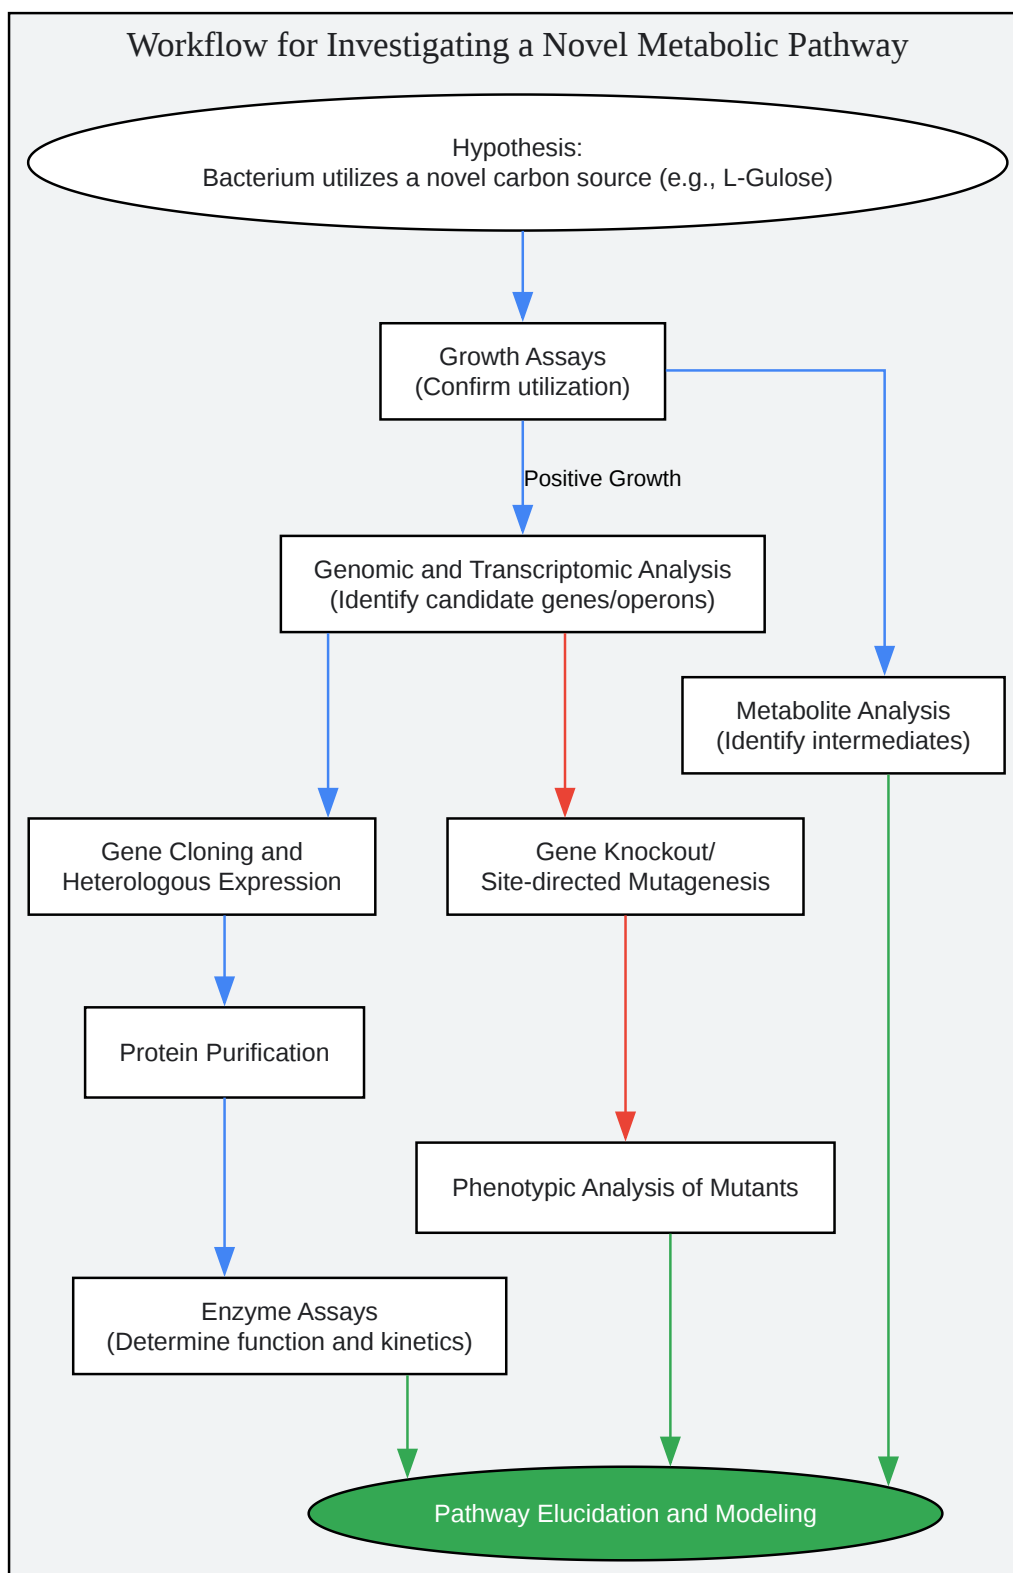 Workflow for Investigating a Novel Metabolic Pathway
Hypothesis:
Bacterium utilizes a novel carbon source (e.g., L-Gulose)
Growth Assays
(Confirm utilization)
Positive Growth
Genomic and Transcriptomic Analysis
(Identify candidate genes/operons)
Metabolite Analysis
(Identify intermediates)
Gene Cloning and
Heterologous Expression
Gene Knockout/
Site-directed Mutagenesis
Protein Purification
Phenotypic Analysis of Mutants
Enzyme Assays
(Determine function and kinetics)
Pathway Elucidation and Modeling